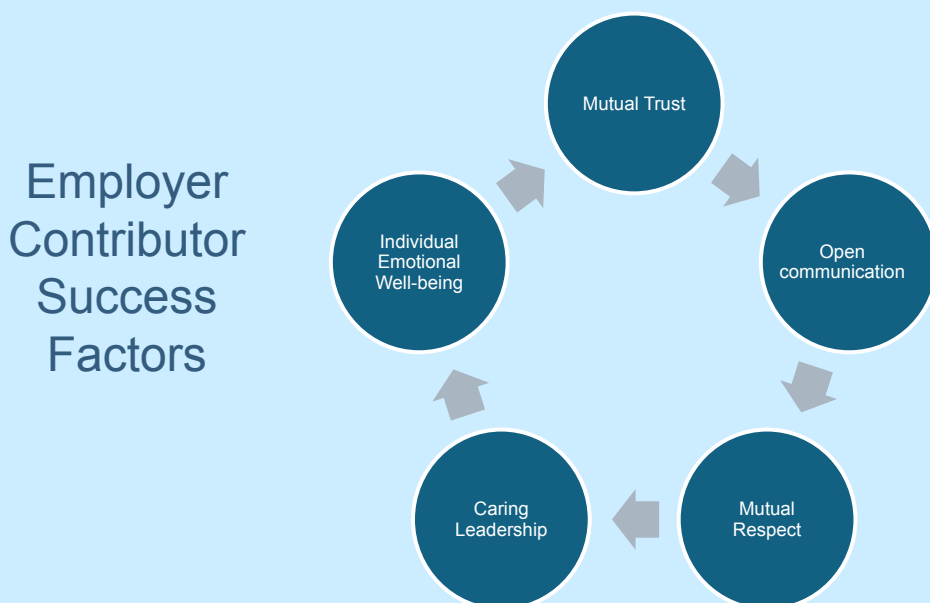 Employer
Contributor
Success
Factors
Mutual Trust
Open
communication
Mutual
Respect
Caring
Leadership
Individual
Emotional
Well-being